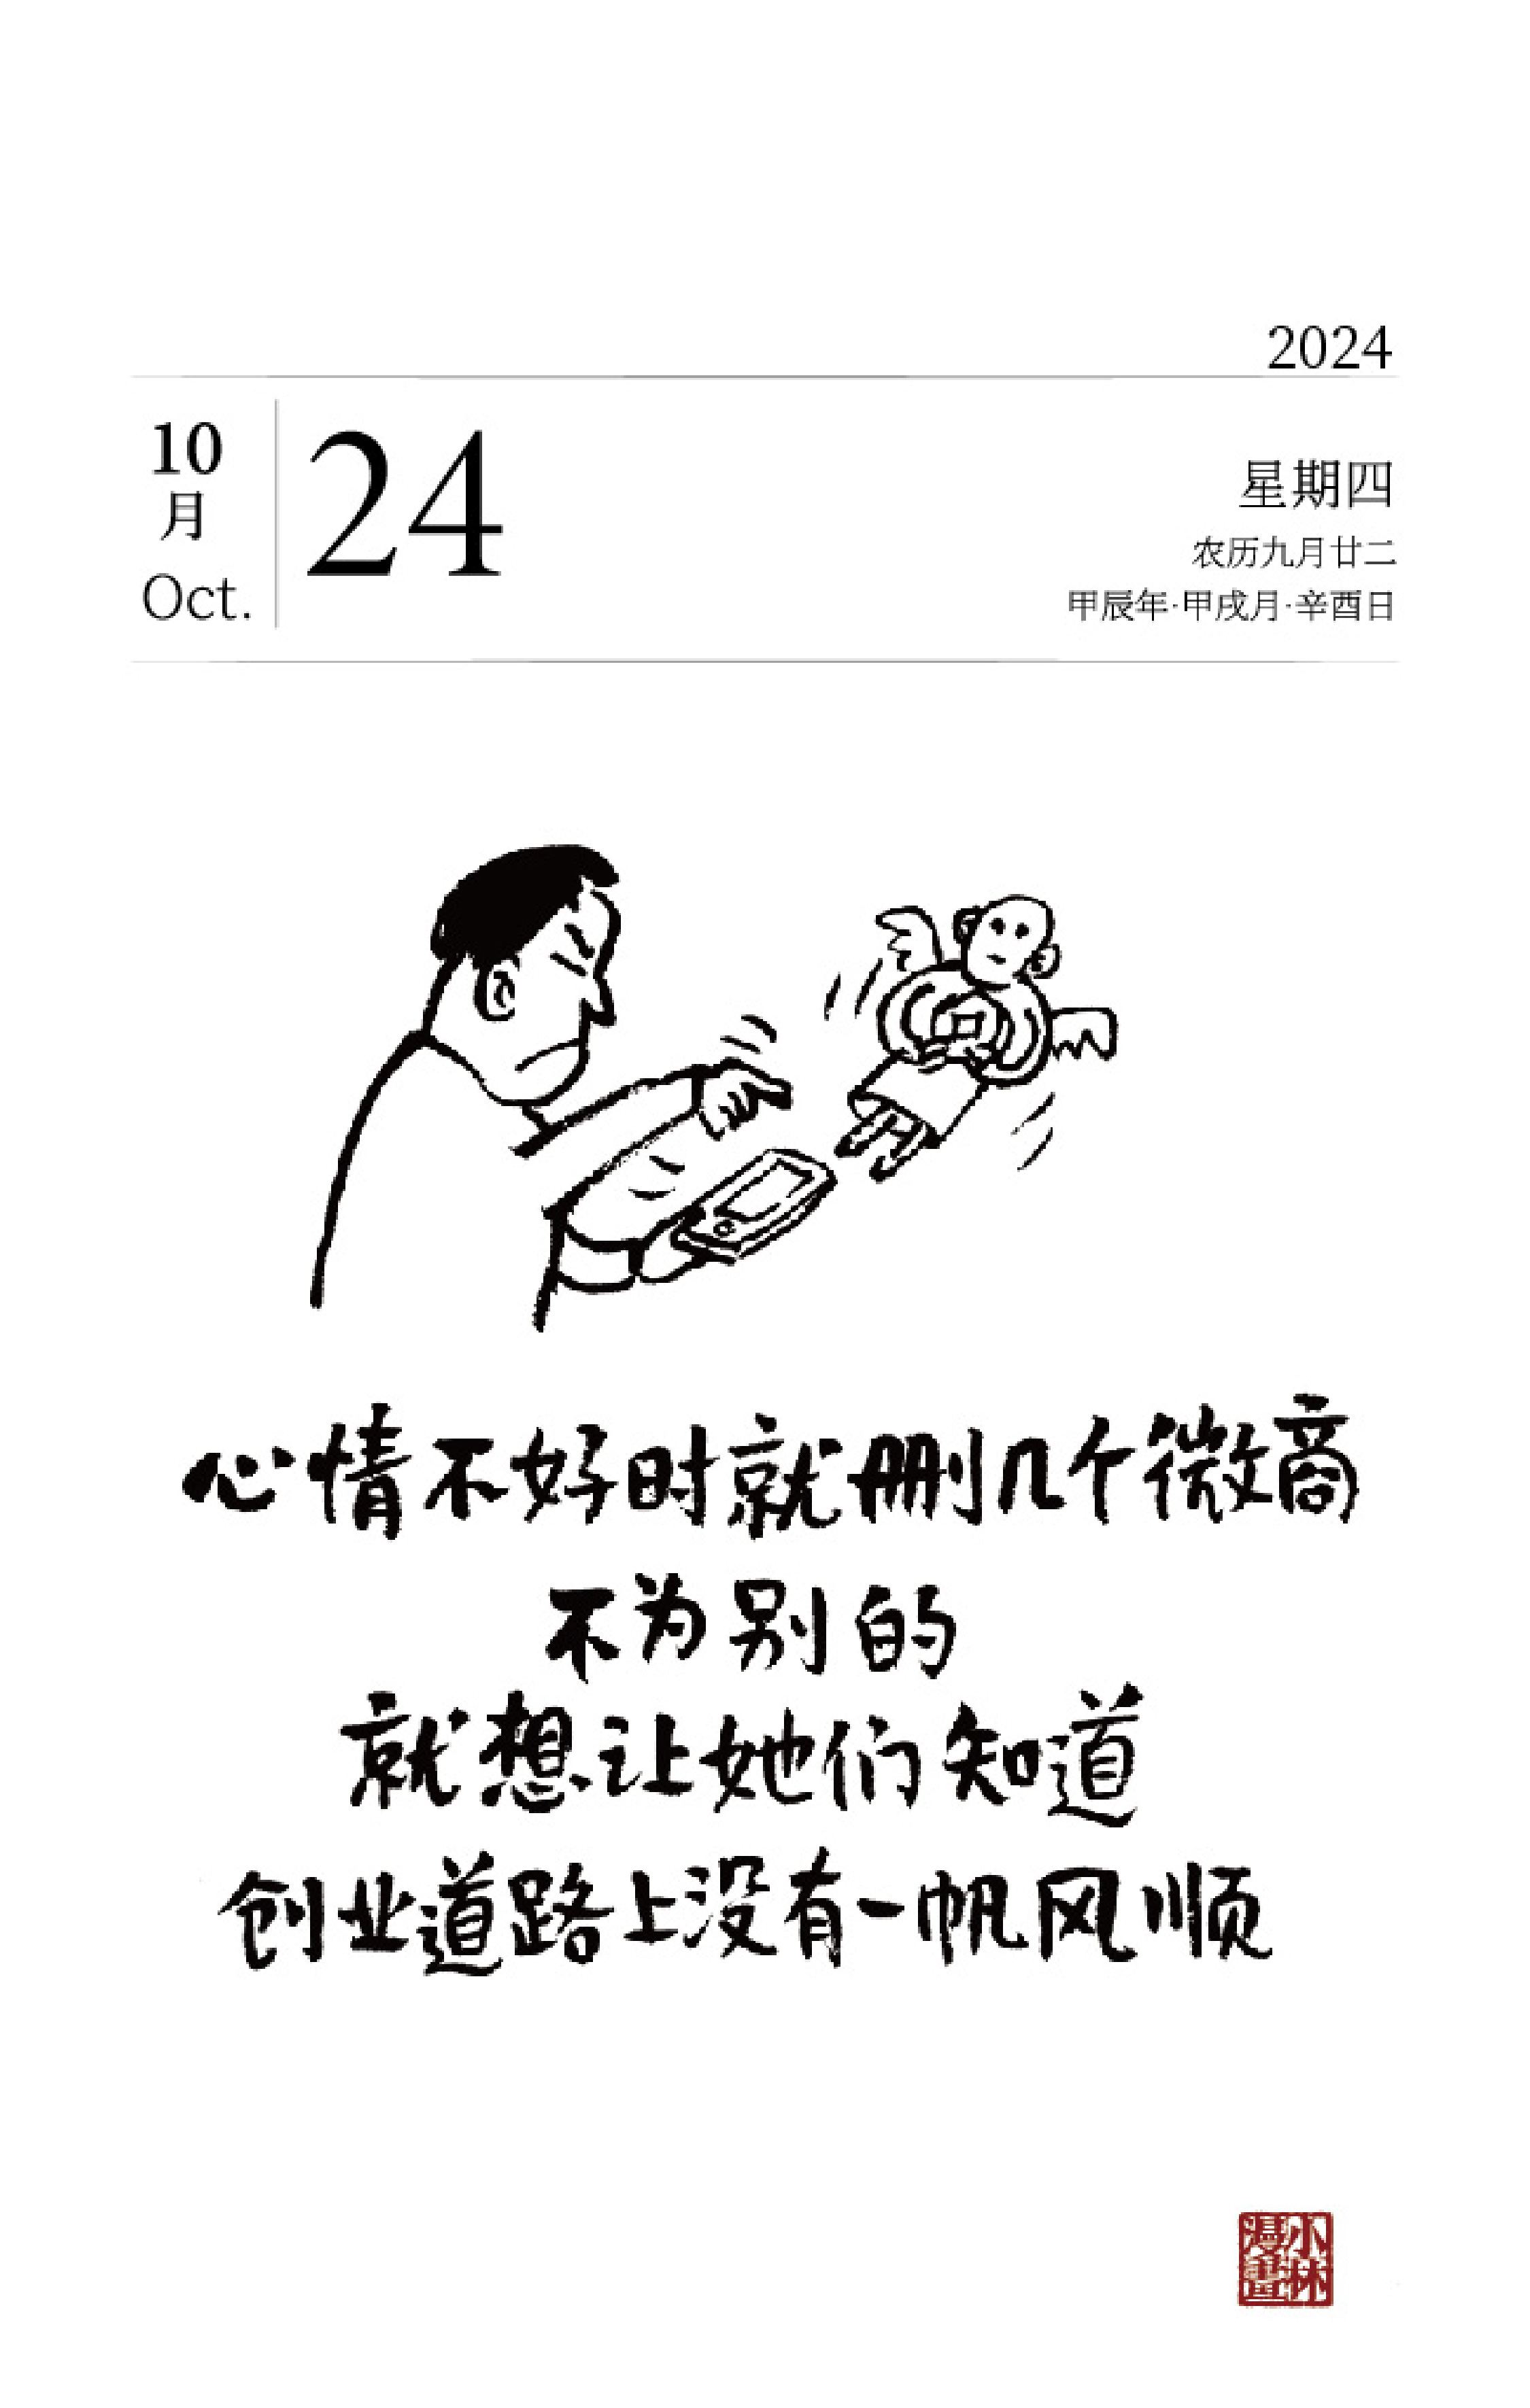 2024
10
月
Oct.
24
星期四
农历九月廿二
甲辰年·甲戌月·辛酉日
心情不好时就删几个微商
不为别的
就想让她们知道
创业道路上没有一帆风顺
小林
漫畫